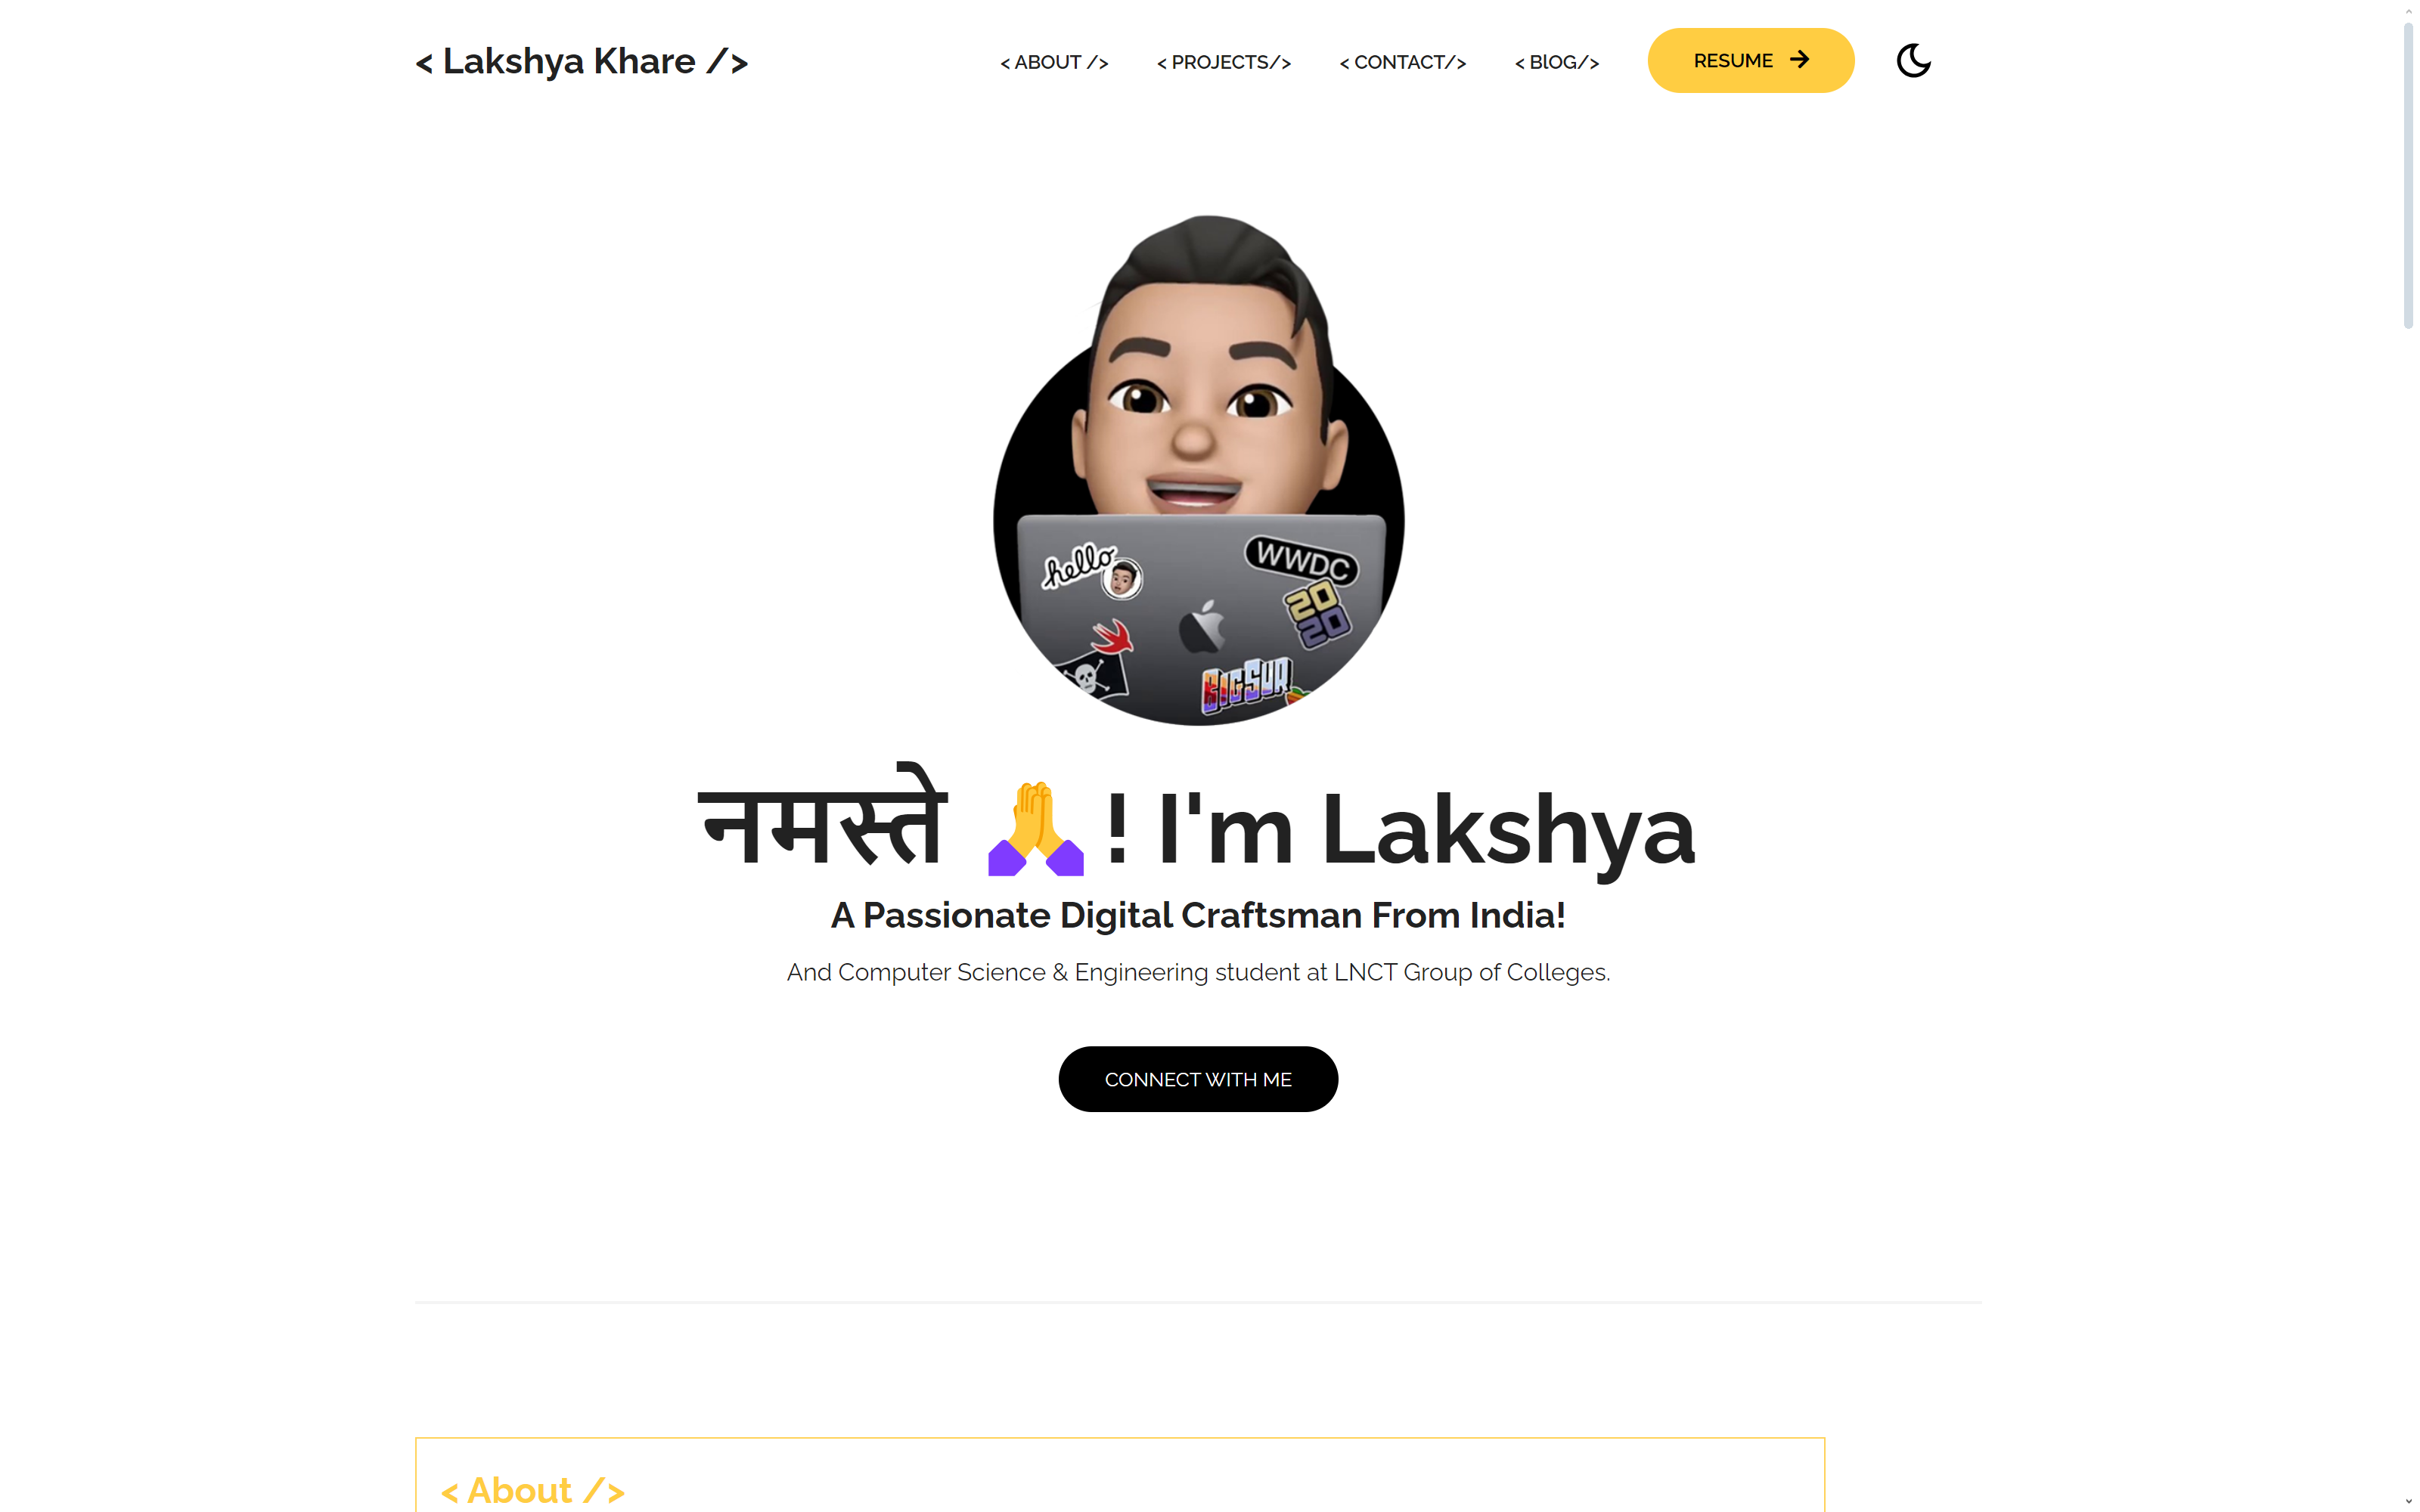 < Lakshya Khare />
< ABOUT />
< PROJECTS/>
< CONTACT/>
< BlOG/>
RESUME
hello
WWDC
20
20
BIG SUR
नमस्ते 🙏 ! I'm Lakshya
A Passionate Digital Craftsman From India!
And Computer Science & Engineering student at LNCT Group of Colleges.
CONNECT WITH ME
< About />